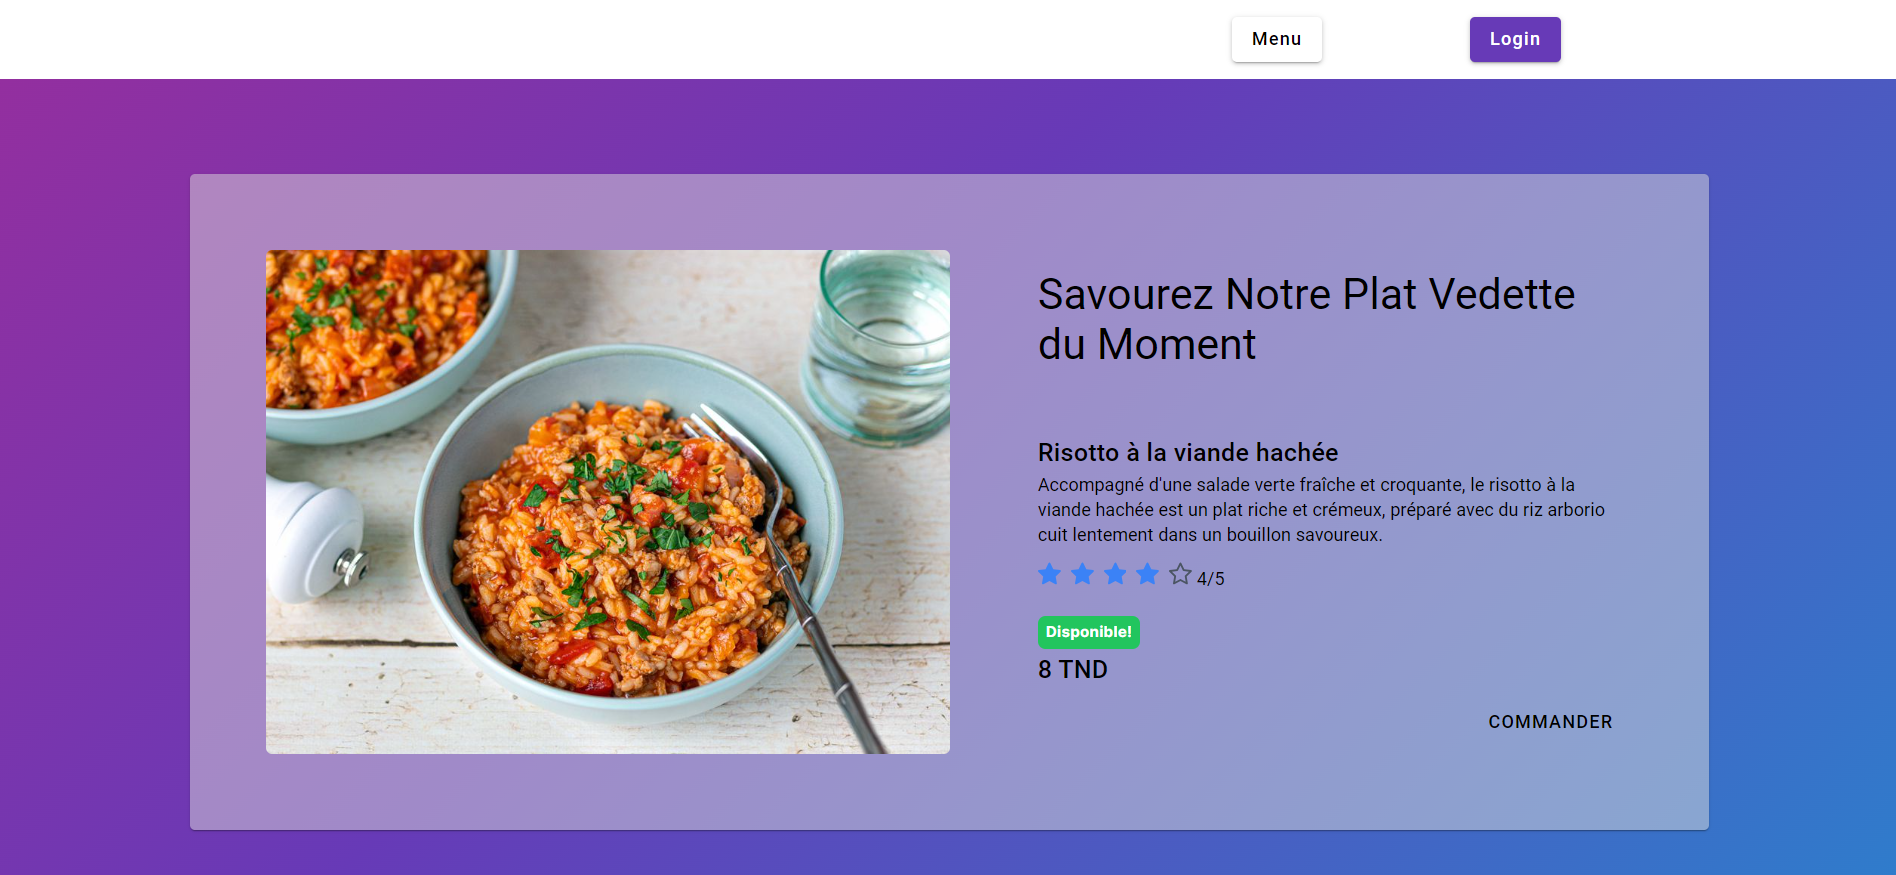 Menu
Login
Savourez Notre Plat Vedette
du Moment
Risotto à la viande hachée
Accompagné d'une salade verte fraîche et croquante, le risotto à la
viande hachée est un plat riche et crémeux, préparé avec du riz arborio
cuit lentement dans un bouillon savoureux.
4/5
Disponible!
8 TND
COMMANDER